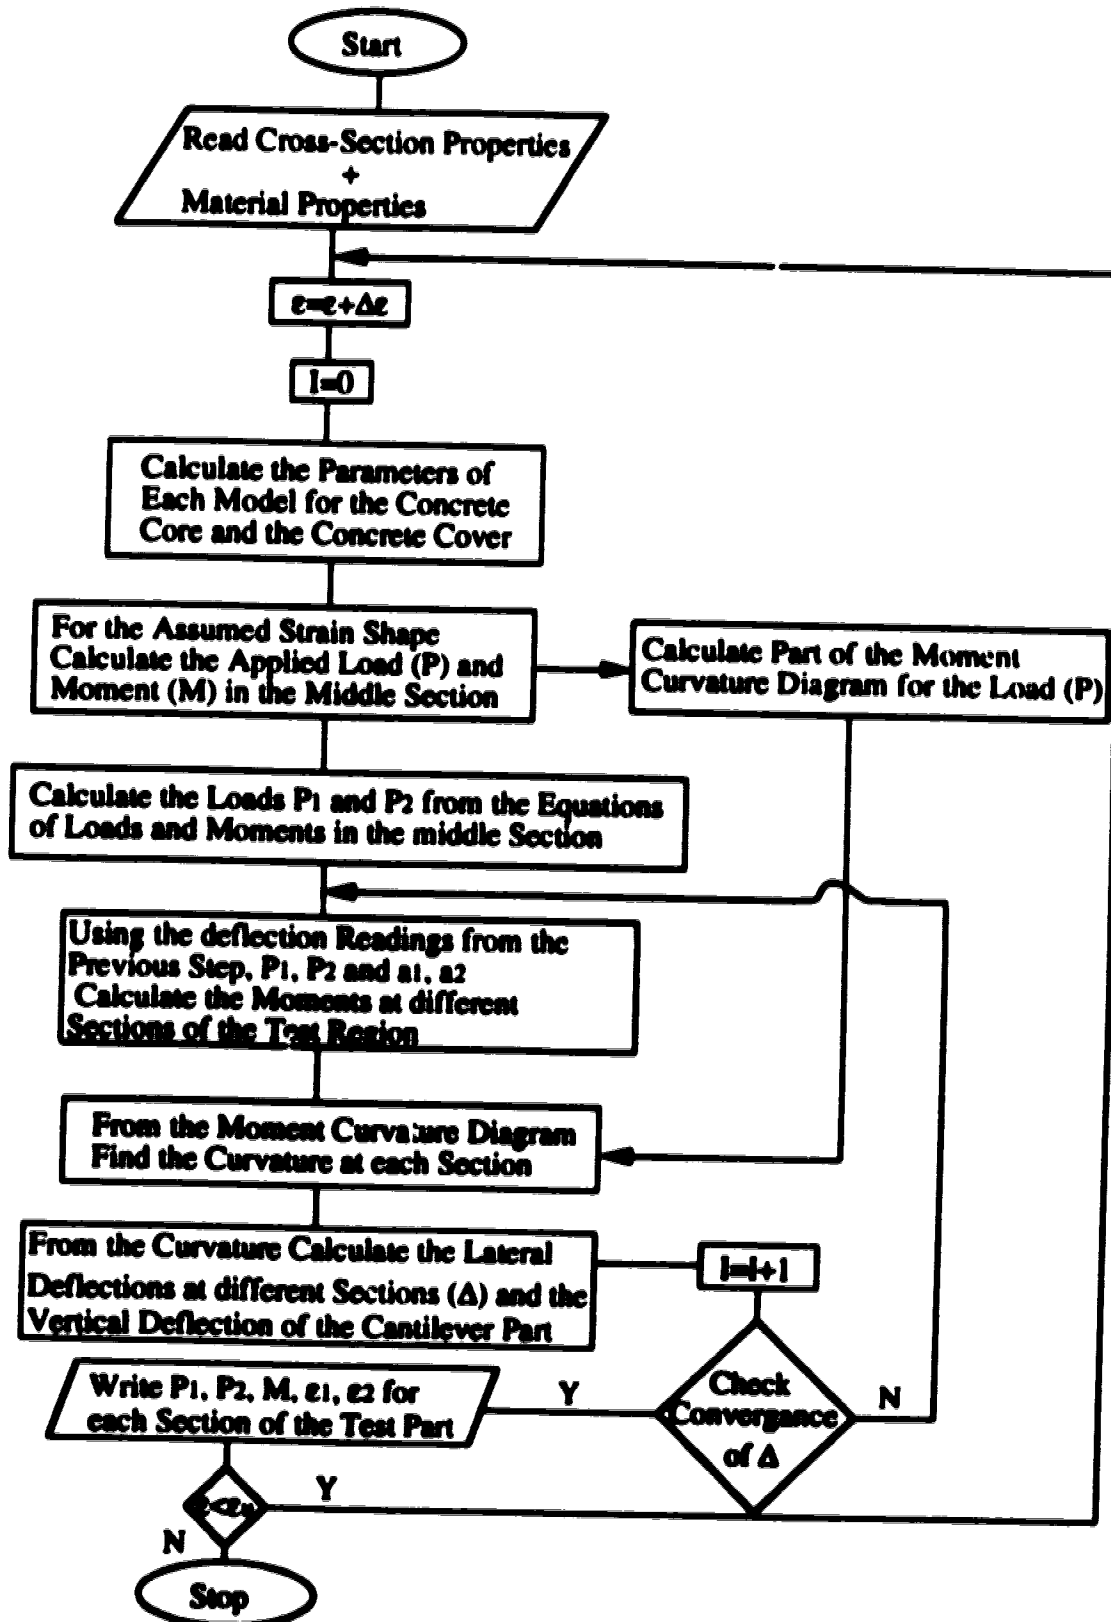 Start
Read Cross-Section Properties
+
Material Properties
ε=ε+Δε
I=0
Calculate the Parameters of
Each Model for the Concrete
Core and the Concrete Cover
For the Assumed Strain Shape
Calculate the Applied Load (P) and
Moment (M) in the Middle Section
Calculate Part of the Moment
Curvature Diagram for the Load (P)
Calculate the Loads P1 and P2 from the Equations
of Loads and Moments in the middle Section
Using the deflection Readings from the
Previous Step, P1, P2 and a1, a2
Calculate the Moments at different
Sections of the Test Region
From the Moment Curvature Diagram
Find the Curvature at each Section
From the Curvature Calculate the Lateral
Deflections at different Sections (Δ) and the
Vertical Deflection of the Cantilever Part
I=I+1
Check
Convergance
of Δ
Y
N
Write P1, P2, M, ε1, ε2 for
each Section of the Test Part
ε<εu
Y
N
Stop